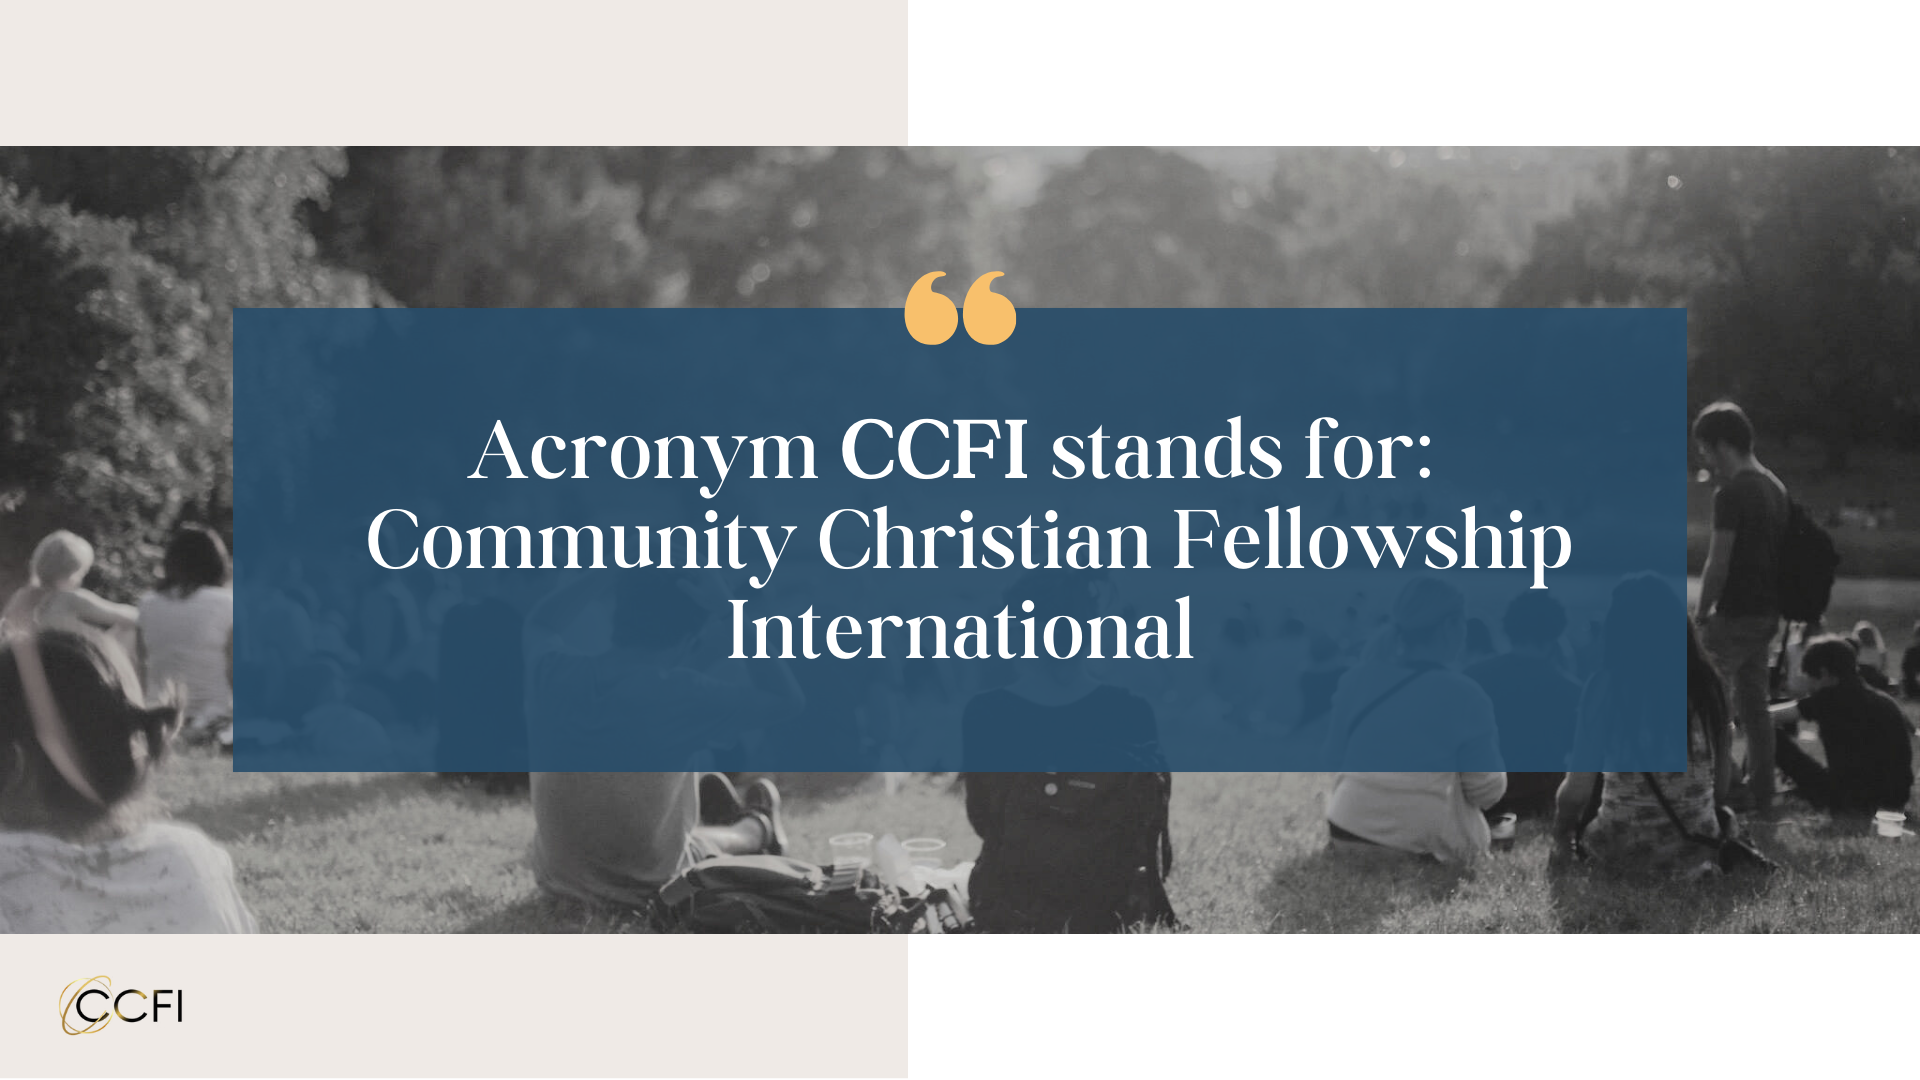 Acronym CCFI stands for:
Community Christian Fellowship
International
CCFI